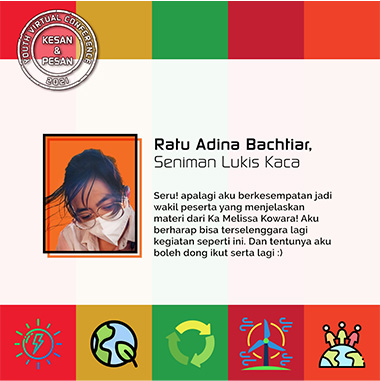 YOUTH VIRTUAL CONFERENCE
KESAN
&
PESAN
2021
Ratu Adina Bachtiar,
Seniman Lukis Kaca
Seru! apalagi aku berkesempatan jadi
wakil peserta yang menjelaskan
materi dari Ka Melissa Kowara! Aku
berharap bisa terselenggara lagi
kegiatan seperti ini. Dan tentunya aku
boleh dong ikut serta lagi :)